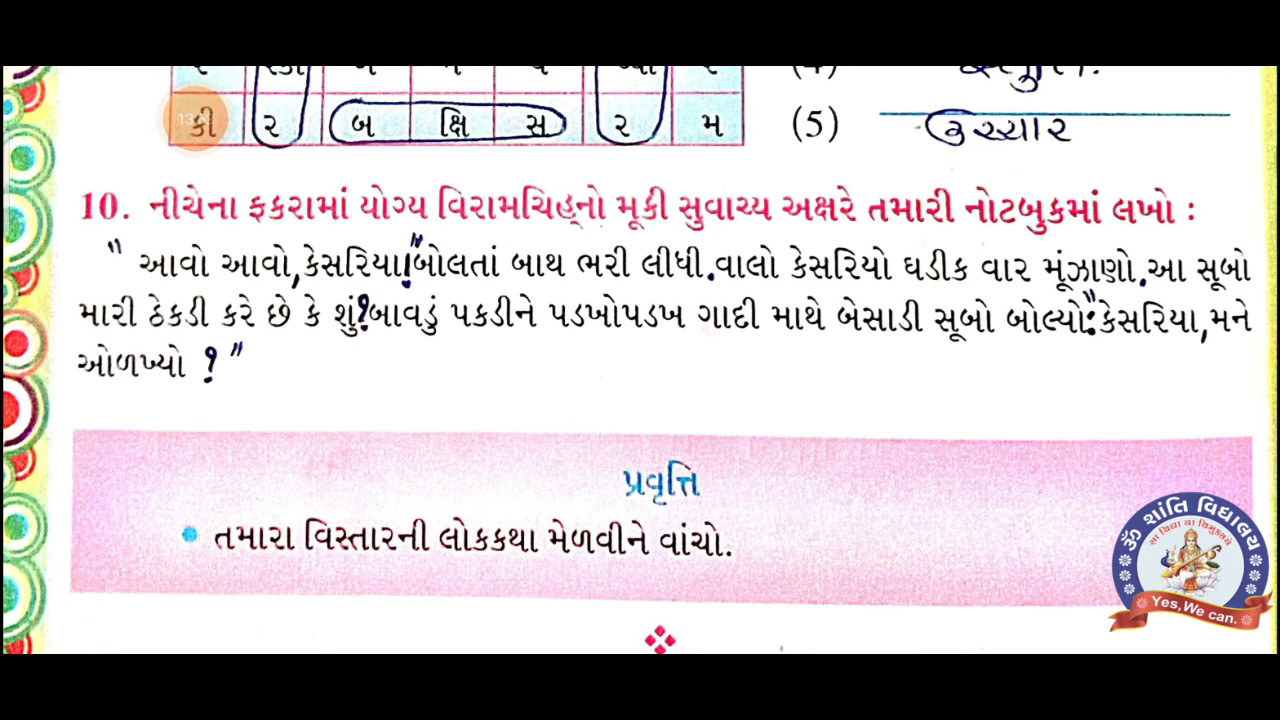 કી ર બ ક્ષિ સ ર મ (5) ઉચ્ચાર
10. નીચેના ફકરામાં યોગ્ય વિરામચિહ્નો મૂકી સુવાચ્ય અક્ષરે તમારી નોટબુકમાં લખો :
" આવો આવો, કેસરિયા!" બોલતાં બાથ ભરી લીધી. વાલો કેસરિયો ઘડીક વાર મૂંઝાણો. આ સૂબો
મારી ઠેકડી કરે છે કે શું? બાવડું પકડીને પડખોપડખ ગાદી માથે બેસાડી સૂબો બોલ્યો:" કેસરિયા, મને
ઓળખ્યો ? "
પ્રવૃત્તિ
• તમારા વિસ્તારની લોકકથા મેળવીને વાંચો.
ૐ શાંતિ વિદ્યાલય
સા વિદ્યા યા વિમુક્તયે
Yes, We can.